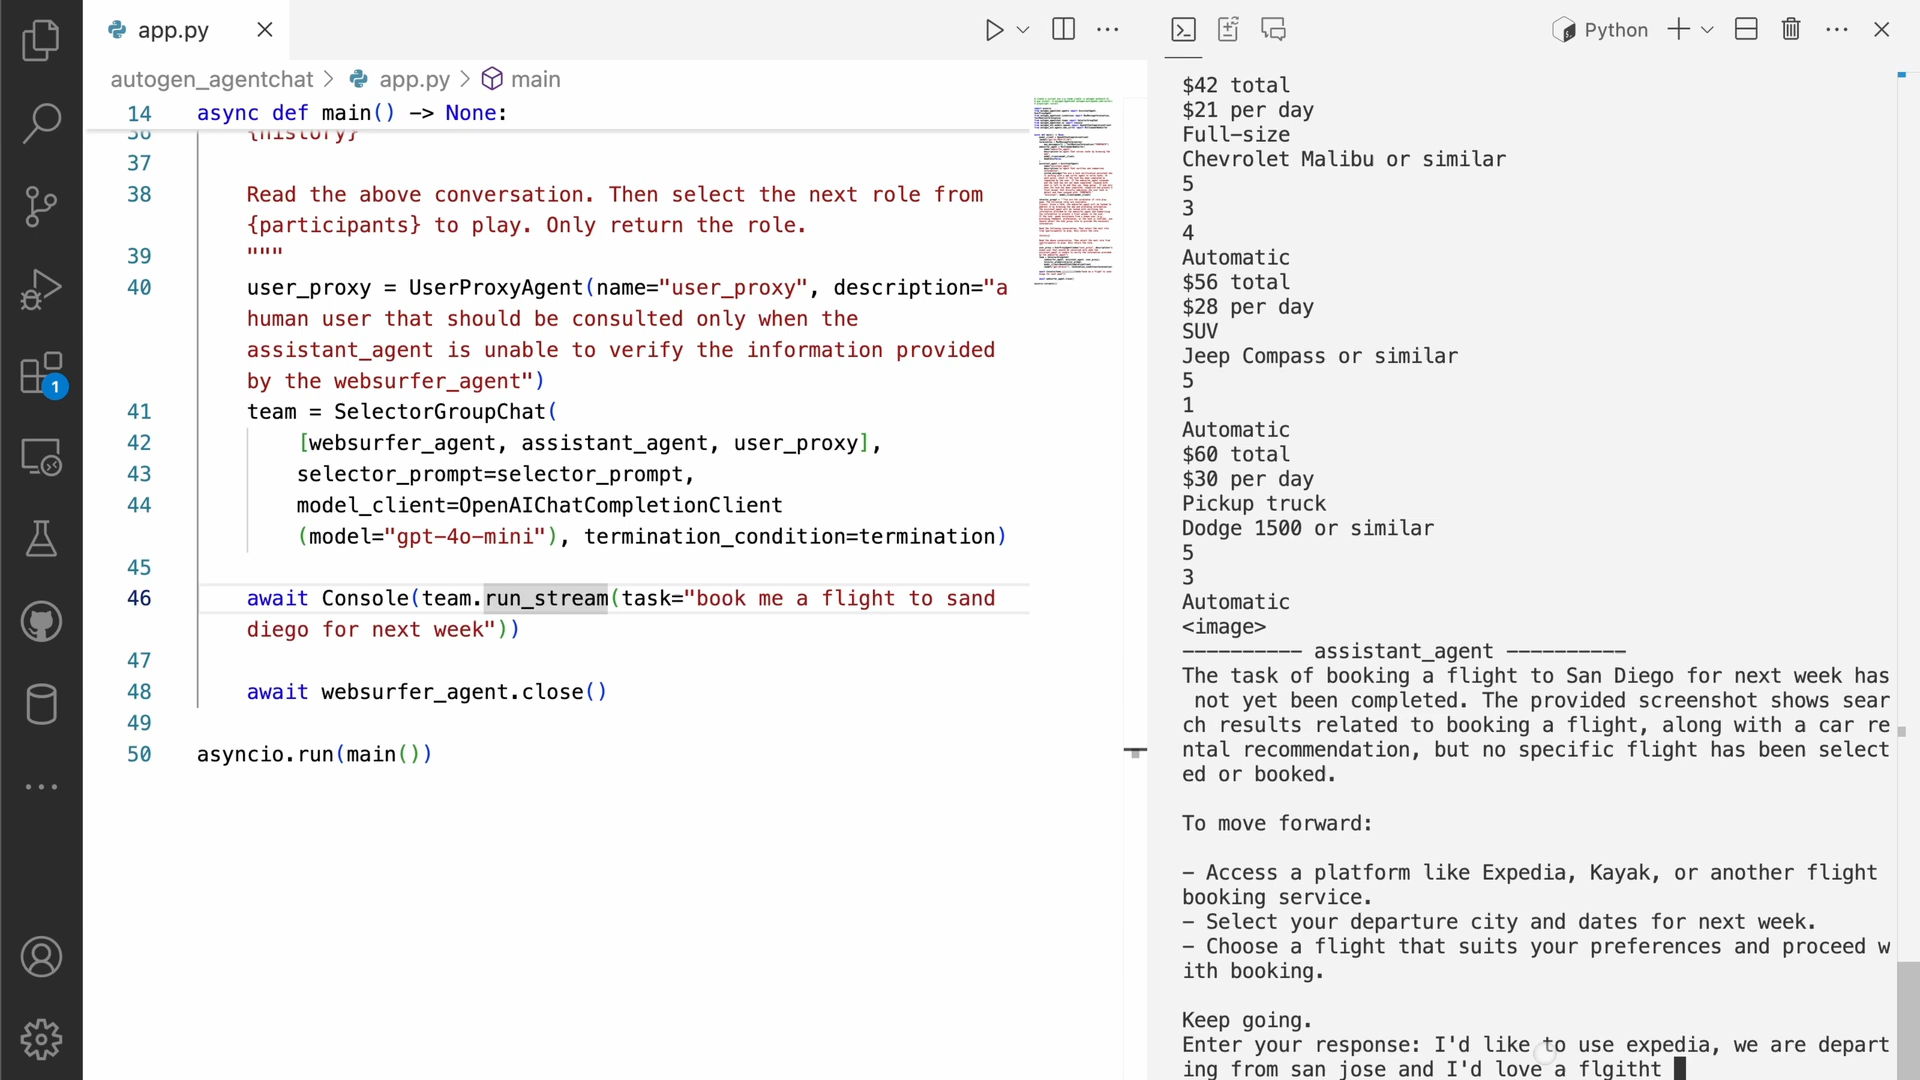 app.py
autogen_agentchat > app.py > main
14 async def main() -> None:
36 {history}
37
38 Read the above conversation. Then select the next role from
{participants} to play. Only return the role.
39 """
40 user_proxy = UserProxyAgent(name="user_proxy", description="a
human user that should be consulted only when the
assistant_agent is unable to verify the information provided
by the websurfer_agent")
41 team = SelectorGroupChat(
42 [websurfer_agent, assistant_agent, user_proxy],
43 selector_prompt=selector_prompt,
44 model_client=OpenAIChatCompletionClient
(model="gpt-4o-mini"), termination_condition=termination)
45
46 await Console(team.run_stream(task="book me a flight to sand
diego for next week"))
47
48 await websurfer_agent.close()
49
50 asyncio.run(main())
1
Python
$42 total
$21 per day
Full-size
Chevrolet Malibu or similar
5
3
4
Automatic
$56 total
$28 per day
SUV
Jeep Compass or similar
5
1
Automatic
$60 total
$30 per day
Pickup truck
Dodge 1500 or similar
5
3
Automatic
<image>
---------- assistant_agent ----------
The task of booking a flight to San Diego for next week has
not yet been completed. The provided screenshot shows sear
ch results related to booking a flight, along with a car re
ntal recommendation, but no specific flight has been select
ed or booked.
To move forward:
- Access a platform like Expedia, Kayak, or another flight
booking service.
- Select your departure city and dates for next week.
- Choose a flight that suits your preferences and proceed w
ith booking.
Keep going.
Enter your response: I'd like to use expedia, we are depart
ing from san jose and I'd love a flgitht